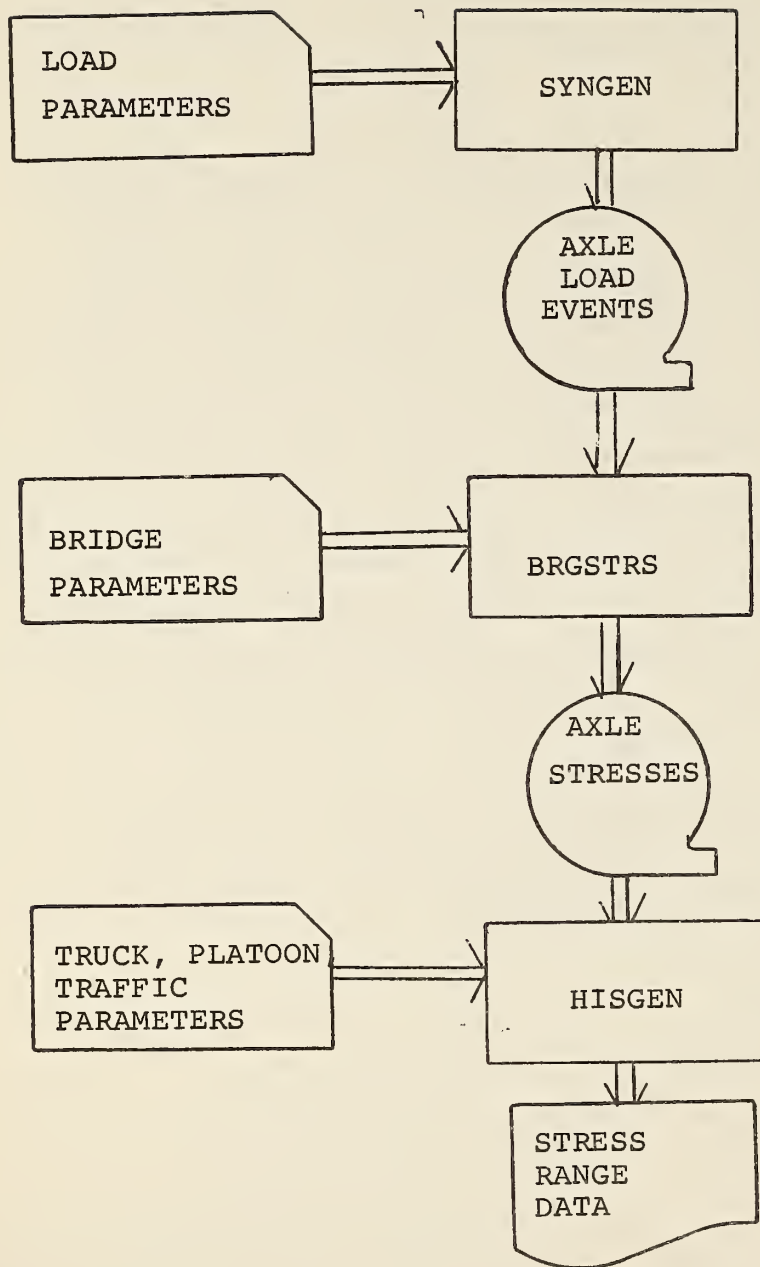 LOAD
PARAMETERS
SYNGEN
AXLE
LOAD
EVENTS
BRIDGE
PARAMETERS
BRGSTRS
AXLE
STRESSES
TRUCK, PLATOON
TRAFFIC
PARAMETERS
HISGEN
STRESS
RANGE
DATA